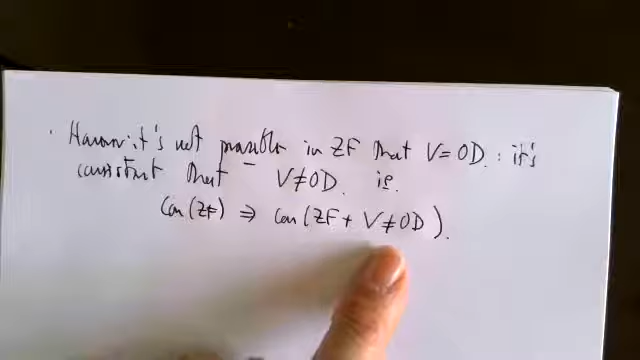 · However: it's not provable in ZF that V=OD : it's
consistent that V≠OD. ie.
Con(ZF) ⇒ Con(ZF + V≠OD).